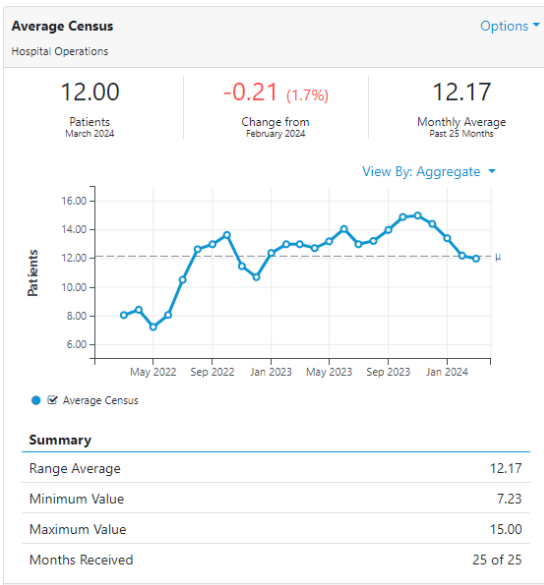 Average Census
Options
Hospital Operations
12.00
Patients
March 2024
-0.21 (1.7%)
Change from
February 2024
12.17
Monthly Average
Past 25 Months
View By: Aggregate
Patients
16.00
14.00
12.00
10.00
8.00
6.00
μ
May 2022 Sep 2022 Jan 2023 May 2023 Sep 2023 Jan 2024
Average Census
Summary
Range Average 12.17
Minimum Value 7.23
Maximum Value 15.00
Months Received 25 of 25